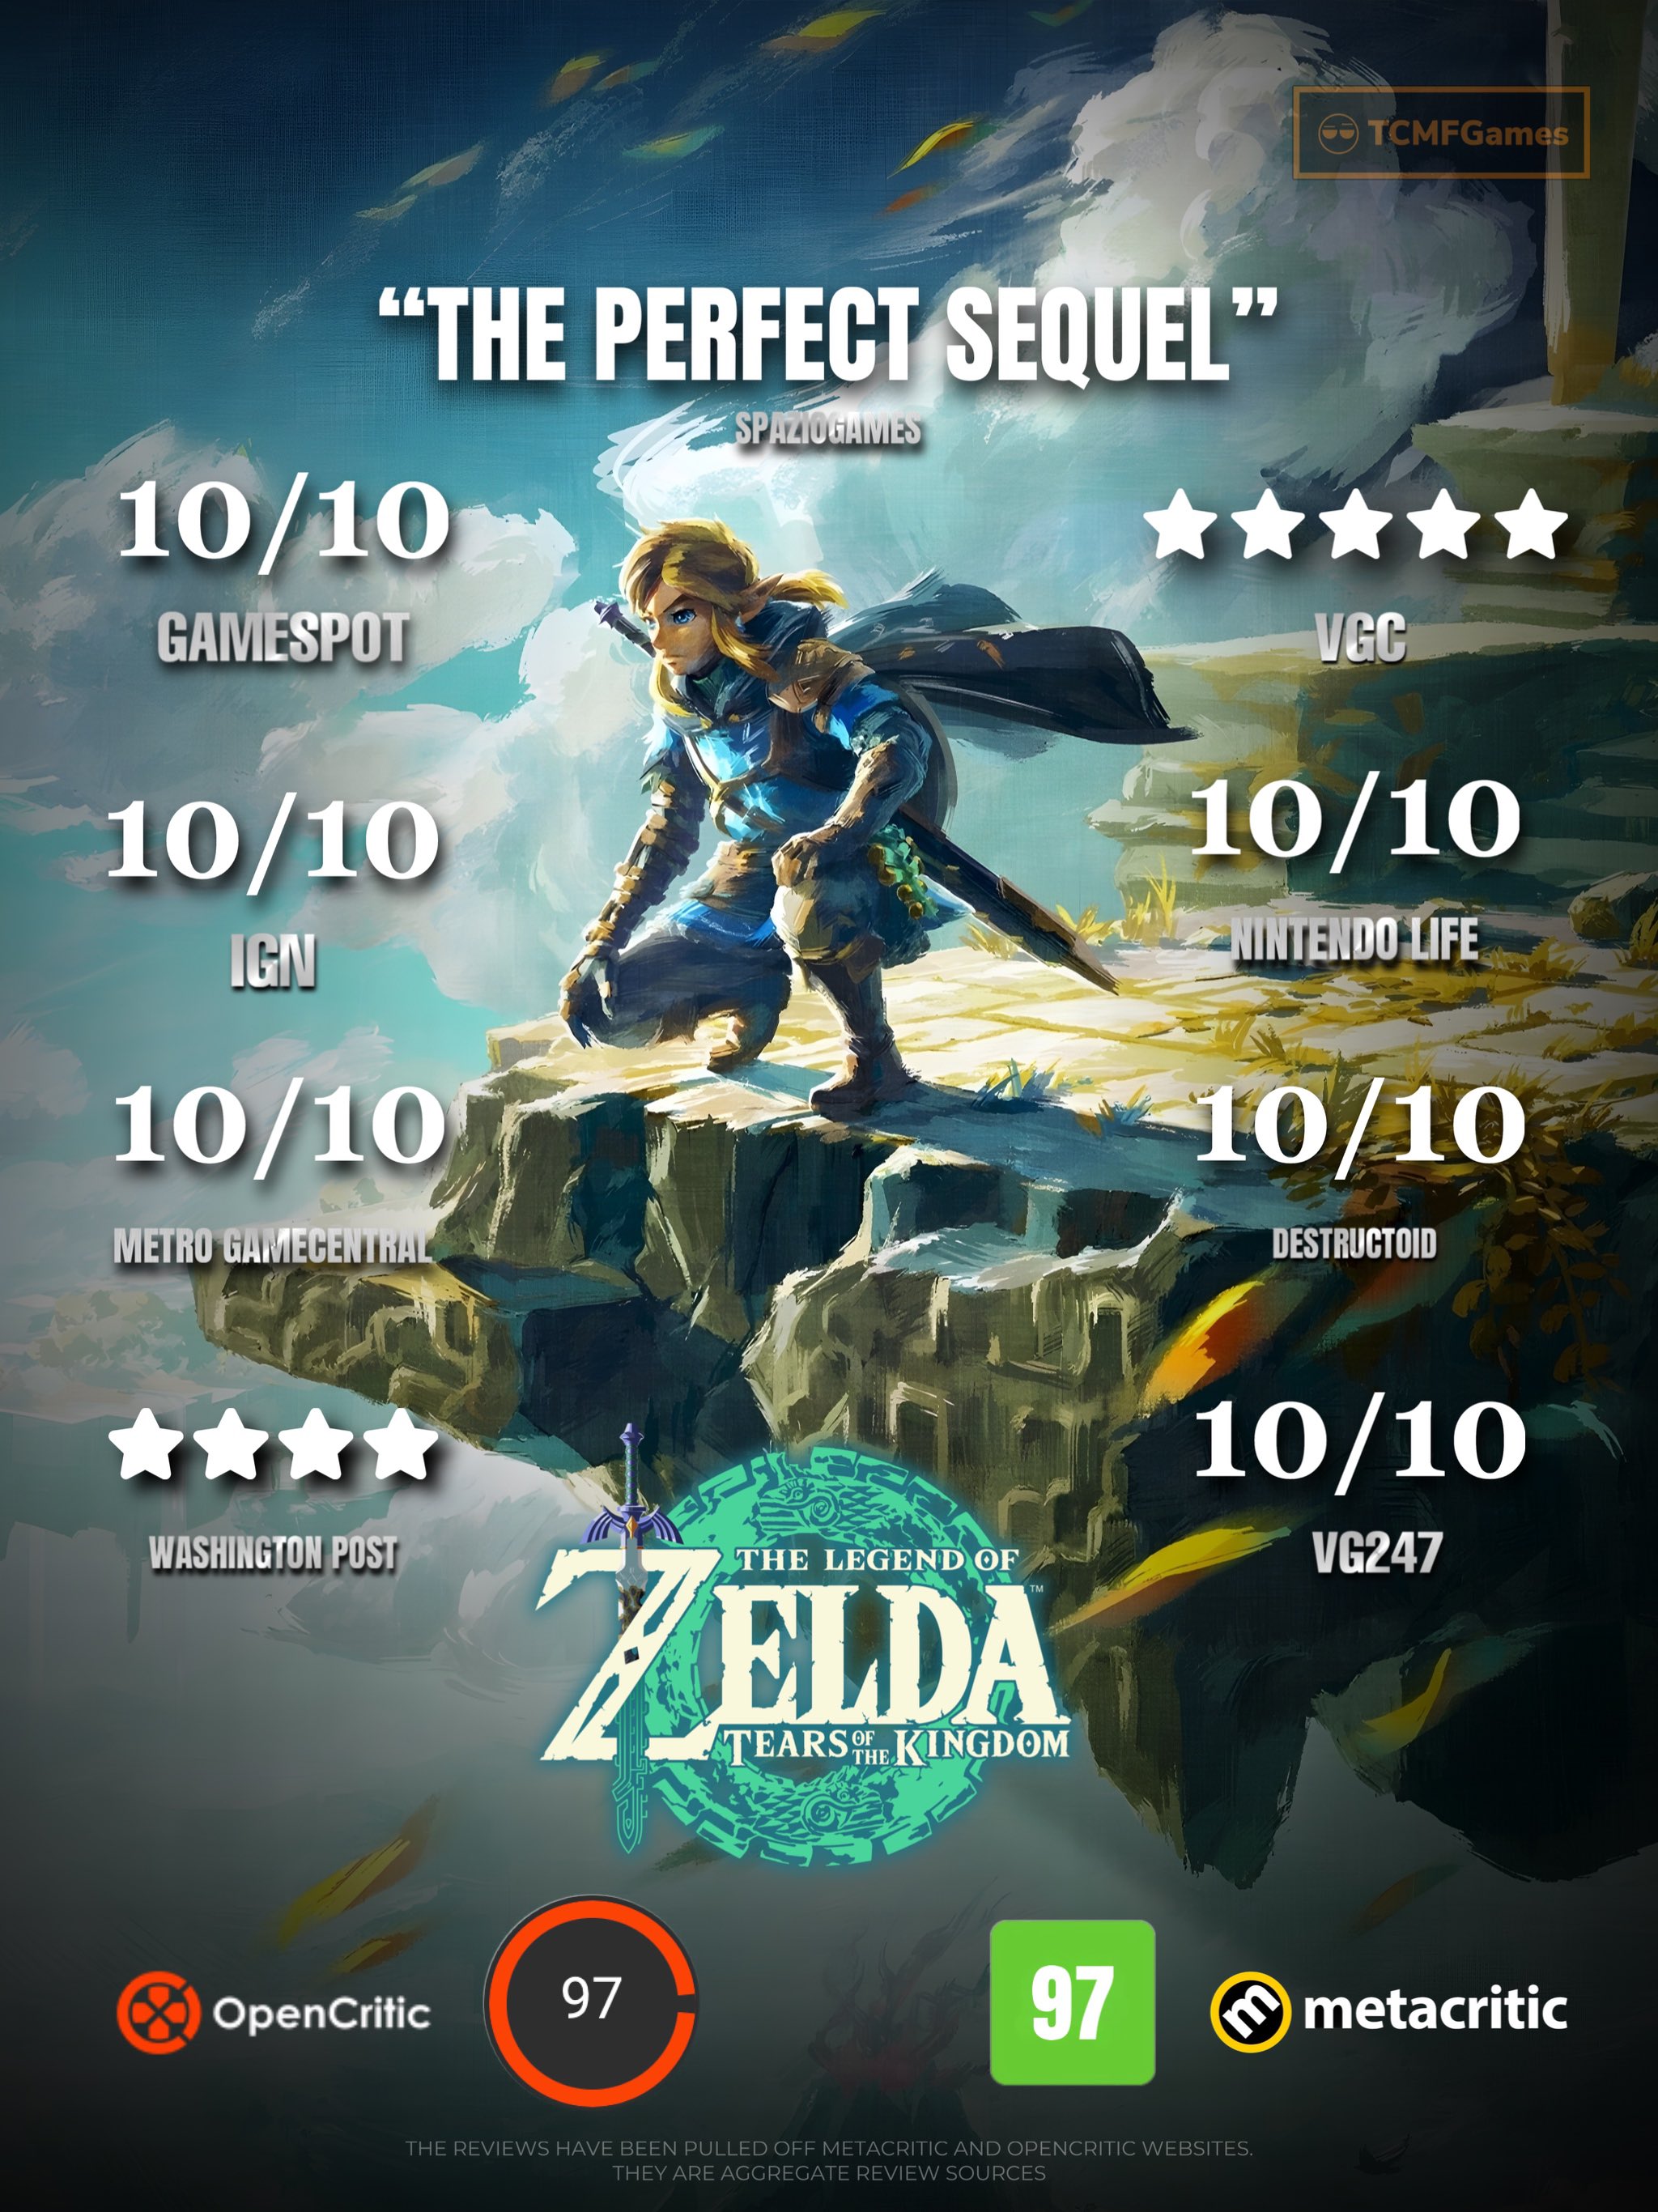 TCMFGames
“THE PERFECT SEQUEL”
SPAZIOGAMES
10/10
GAMESPOT
VGC
10/10
IGN
10/10
NINTENDO LIFE
10/10
METRO GAMECENTRAL
10/10
DESTRUCTOID
WASHINGTON POST
10/10
VG247
THE LEGEND OF
ZELDA™
TEARS OF THE KINGDOM
OpenCritic
97
97
m metacritic
THE REVIEWS HAVE BEEN PULLED OFF METACRITIC AND OPENCRITIC WEBSITES.
THEY ARE AGGREGATE REVIEW SOURCES